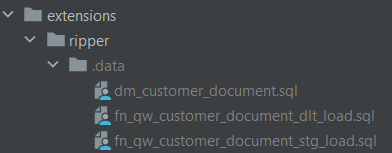 extensions
ripper
.data
dm_customer_document.sql
fn_qw_customer_document_dlt_load.sql
fn_qw_customer_document_stg_load.sql